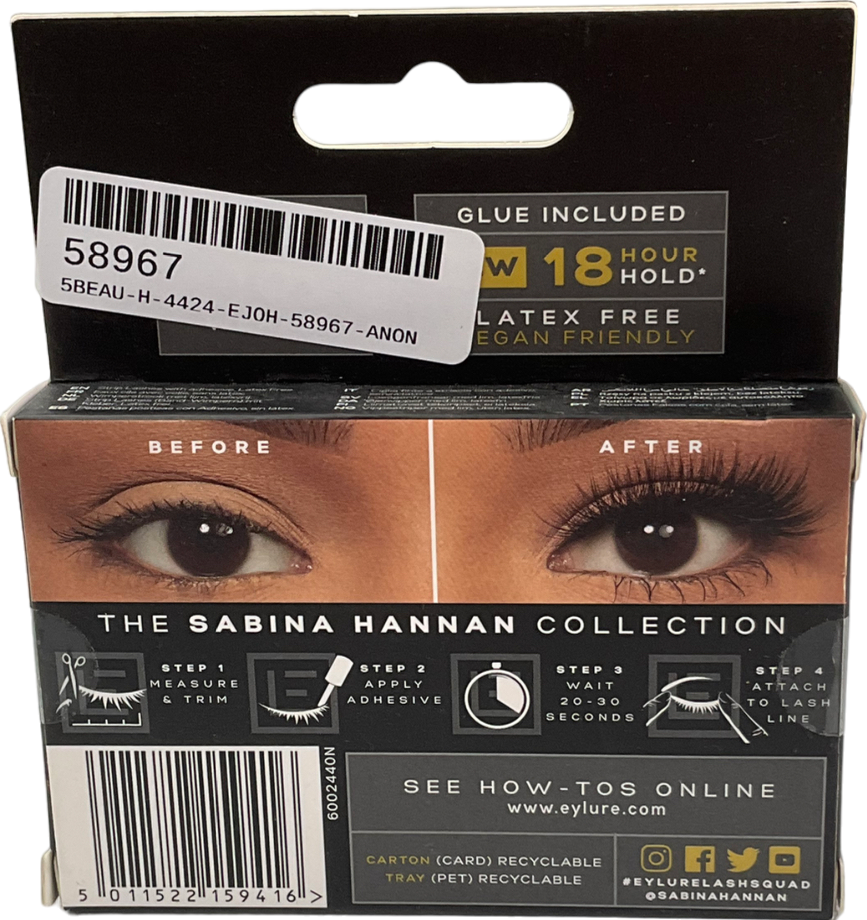 GLUE INCLUDED
58967
5BEAU-H-4424-EJ0H-58967-ANON
W 18 HOUR
HOLD*
LATEX FREE
EGAN FRIENDLY
BEFORE
AFTER
THE SABINA HANNAN COLLECTION
STEP 1
MEASURE
& TRIM
STEP 2
APPLY
ADHESIVE
STEP 3
WAIT
20-30
SECONDS
STEP 4
ATTACH
TO LASH
LINE
6002440N
SEE HOW-TOS ONLINE
www.eylure.com
CARTON (CARD) RECYCLABLE
TRAY (PET) RECYCLABLE
#EYLURELASHSQUAD
@SABINAHANNAN
5 011522 159416 >